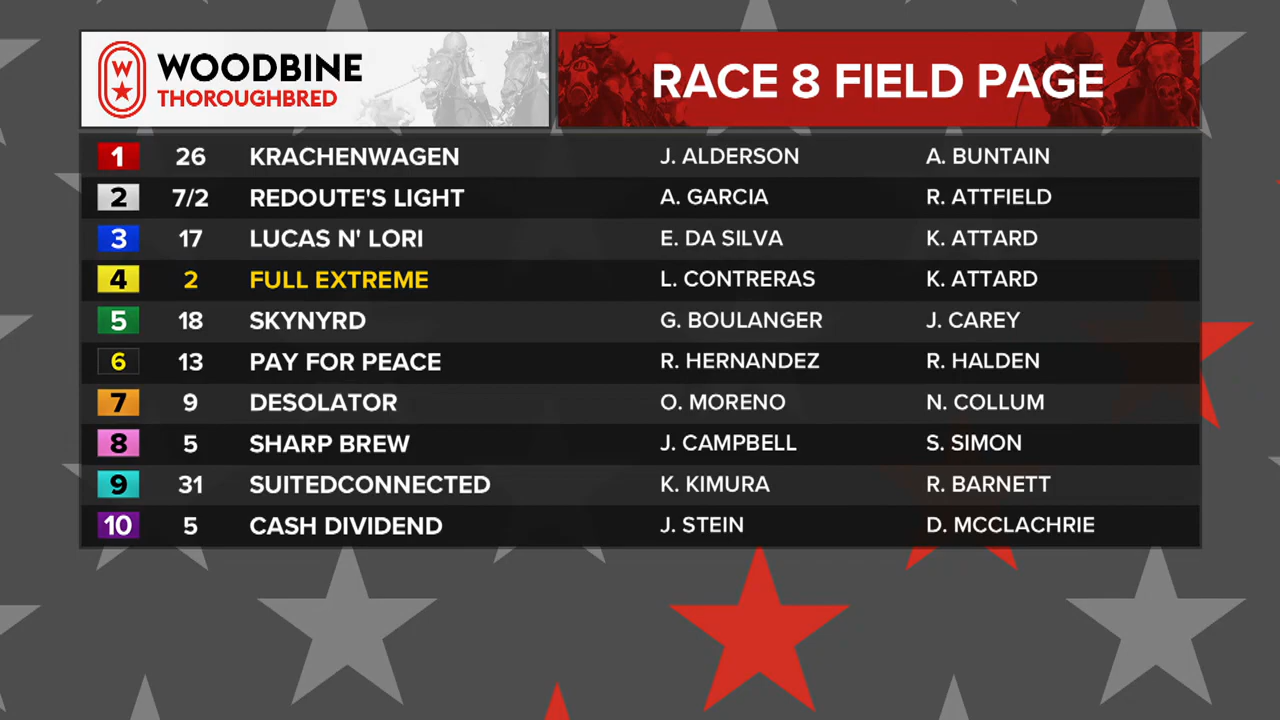 W
WOODBINE
THOROUGHBRED
RACE 8 FIELD PAGE
1 26 KRACHENWAGEN J. ALDERSON A. BUNTAIN
2 7/2 REDOUTE'S LIGHT A. GARCIA R. ATTFIELD
3 17 LUCAS N' LORI E. DA SILVA K. ATTARD
4 2 FULL EXTREME L. CONTRERAS K. ATTARD
5 18 SKYNYRD G. BOULANGER J. CAREY
6 13 PAY FOR PEACE R. HERNANDEZ R. HALDEN
7 9 DESOLATOR O. MORENO N. COLLUM
8 5 SHARP BREW J. CAMPBELL S. SIMON
9 31 SUITEDCONNECTED K. KIMURA R. BARNETT
10 5 CASH DIVIDEND J. STEIN D. MCCLACHRIE